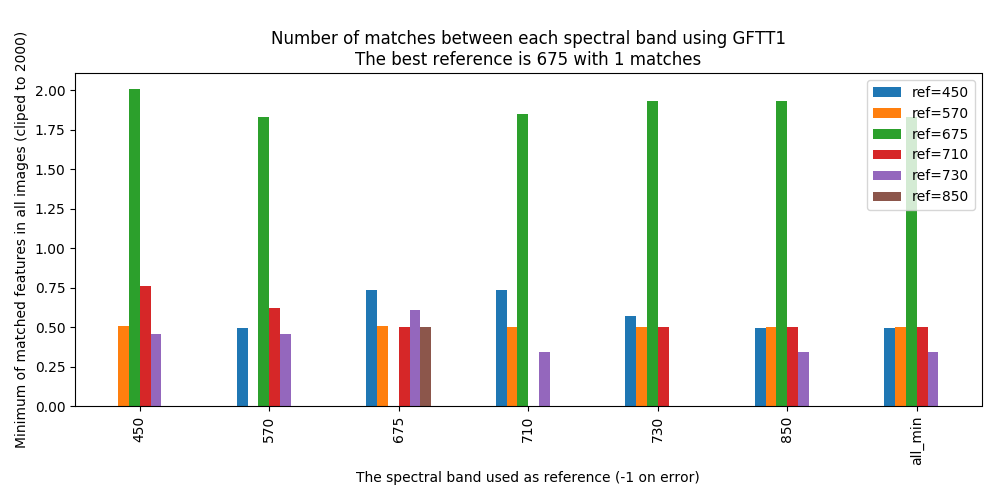 Number of matches between each spectral band using GFTT1
The best reference is 675 with 1 matches
Minimum of matched features in all images (cliped to 2000)
2.00
1.75
1.50
1.25
1.00
0.75
0.50
0.25
0.00
ref=450
ref=570
ref=675
ref=710
ref=730
ref=850
450
570
675
710
730
850
all_min
The spectral band used as reference (-1 on error)